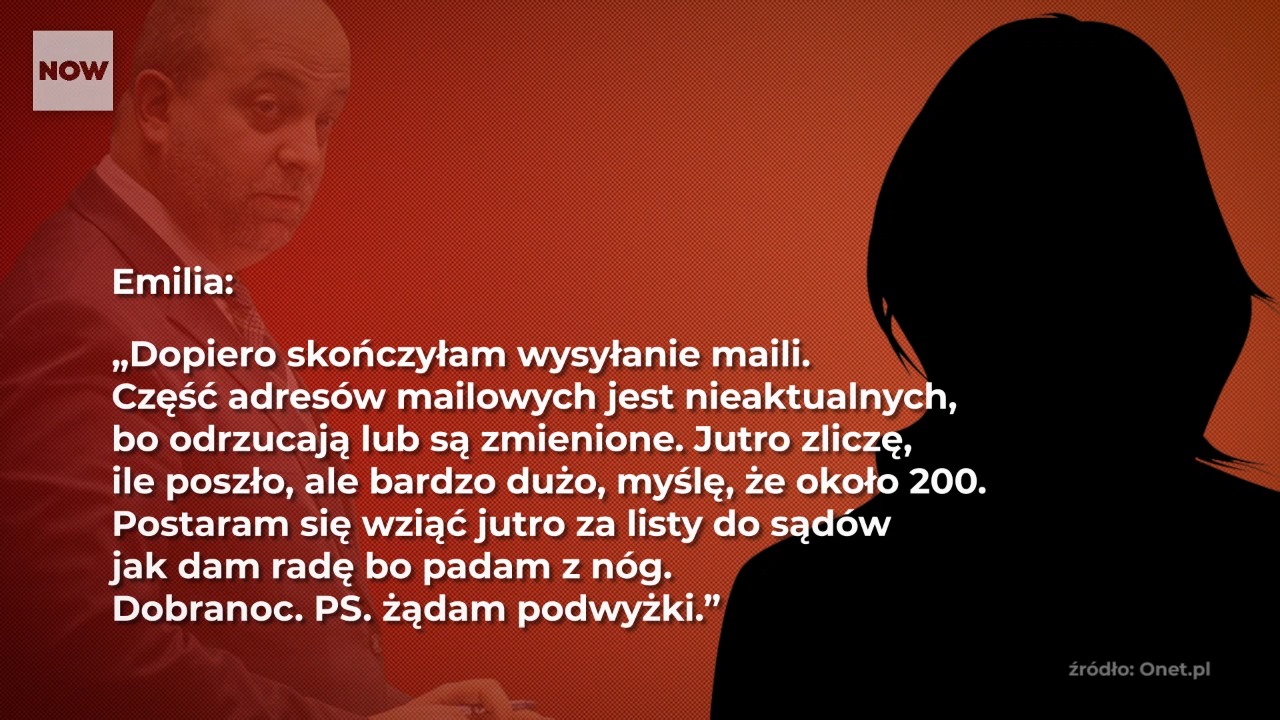 NOW
Emilia:
„Dopiero skończyłam wysyłanie maili.
Część adresów mailowych jest nieaktualnych,
bo odrzucają lub są zmienione. Jutro zliczę,
ile poszło, ale bardzo dużo, myślę, że około 200.
Postaram się wziąć jutro za listy do sądów
jak dam radę bo padam z nóg.
Dobranoc. PS. żądam podwyżki.”
źródło: Onet.pl